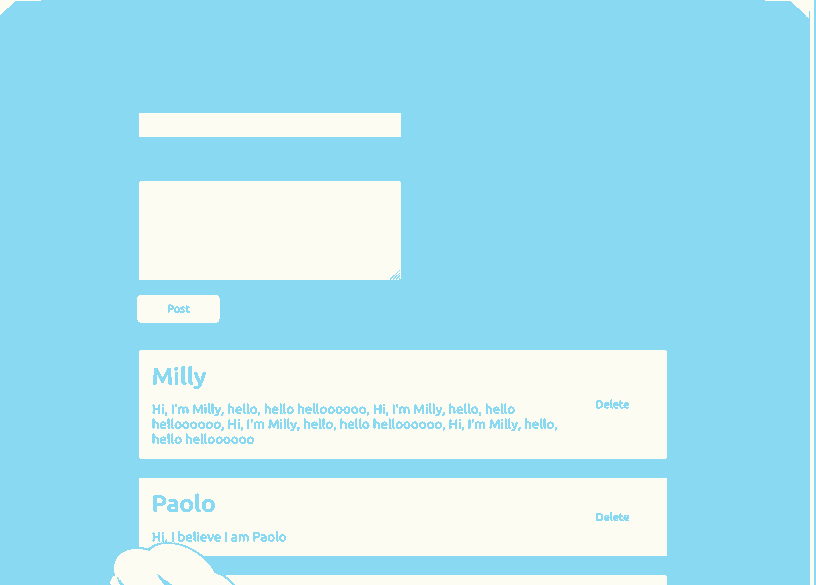 Post
Milly
Delete
Hi, I'm Milly, hello, hello helloooooo, Hi, I'm Milly, hello, hello
helloooooo, Hi, I'm Milly, hello, hello helloooooo, Hi, I'm Milly, hello,
hello helloooooo
Paolo
Delete
Hi, I believe I am Paolo